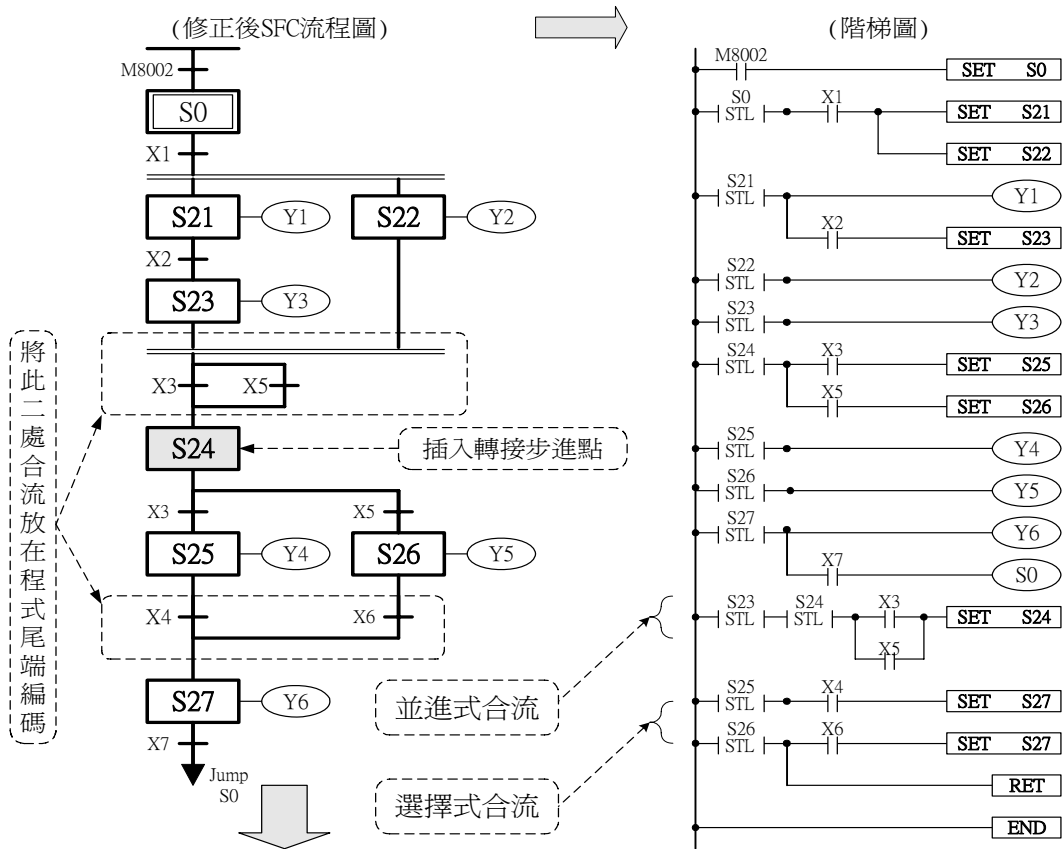 (修正後SFC流程圖)
M8002
S0
X1
S21
Y1
S22
Y2
X2
S23
Y3
X3
X5
將此二處合流放在程式尾端編碼
S24
插入轉接步進點
X3
X5
S25
Y4
S26
Y5
X4
X6
S27
Y6
X7
Jump
S0
(階梯圖)
M8002
SET S0
S0
STL
X1
SET S21
SET S22
S21
STL
Y1
X2
SET S23
S22
STL
Y2
S23
STL
Y3
S24
STL
X3
SET S25
X5
SET S26
S25
STL
Y4
S26
STL
Y5
S27
STL
Y6
X7
S0
並進式合流
S23
STL
S24
STL
X3
SET S24
X5
選擇式合流
S25
STL
X4
SET S27
S26
STL
X6
SET S27
RET
END